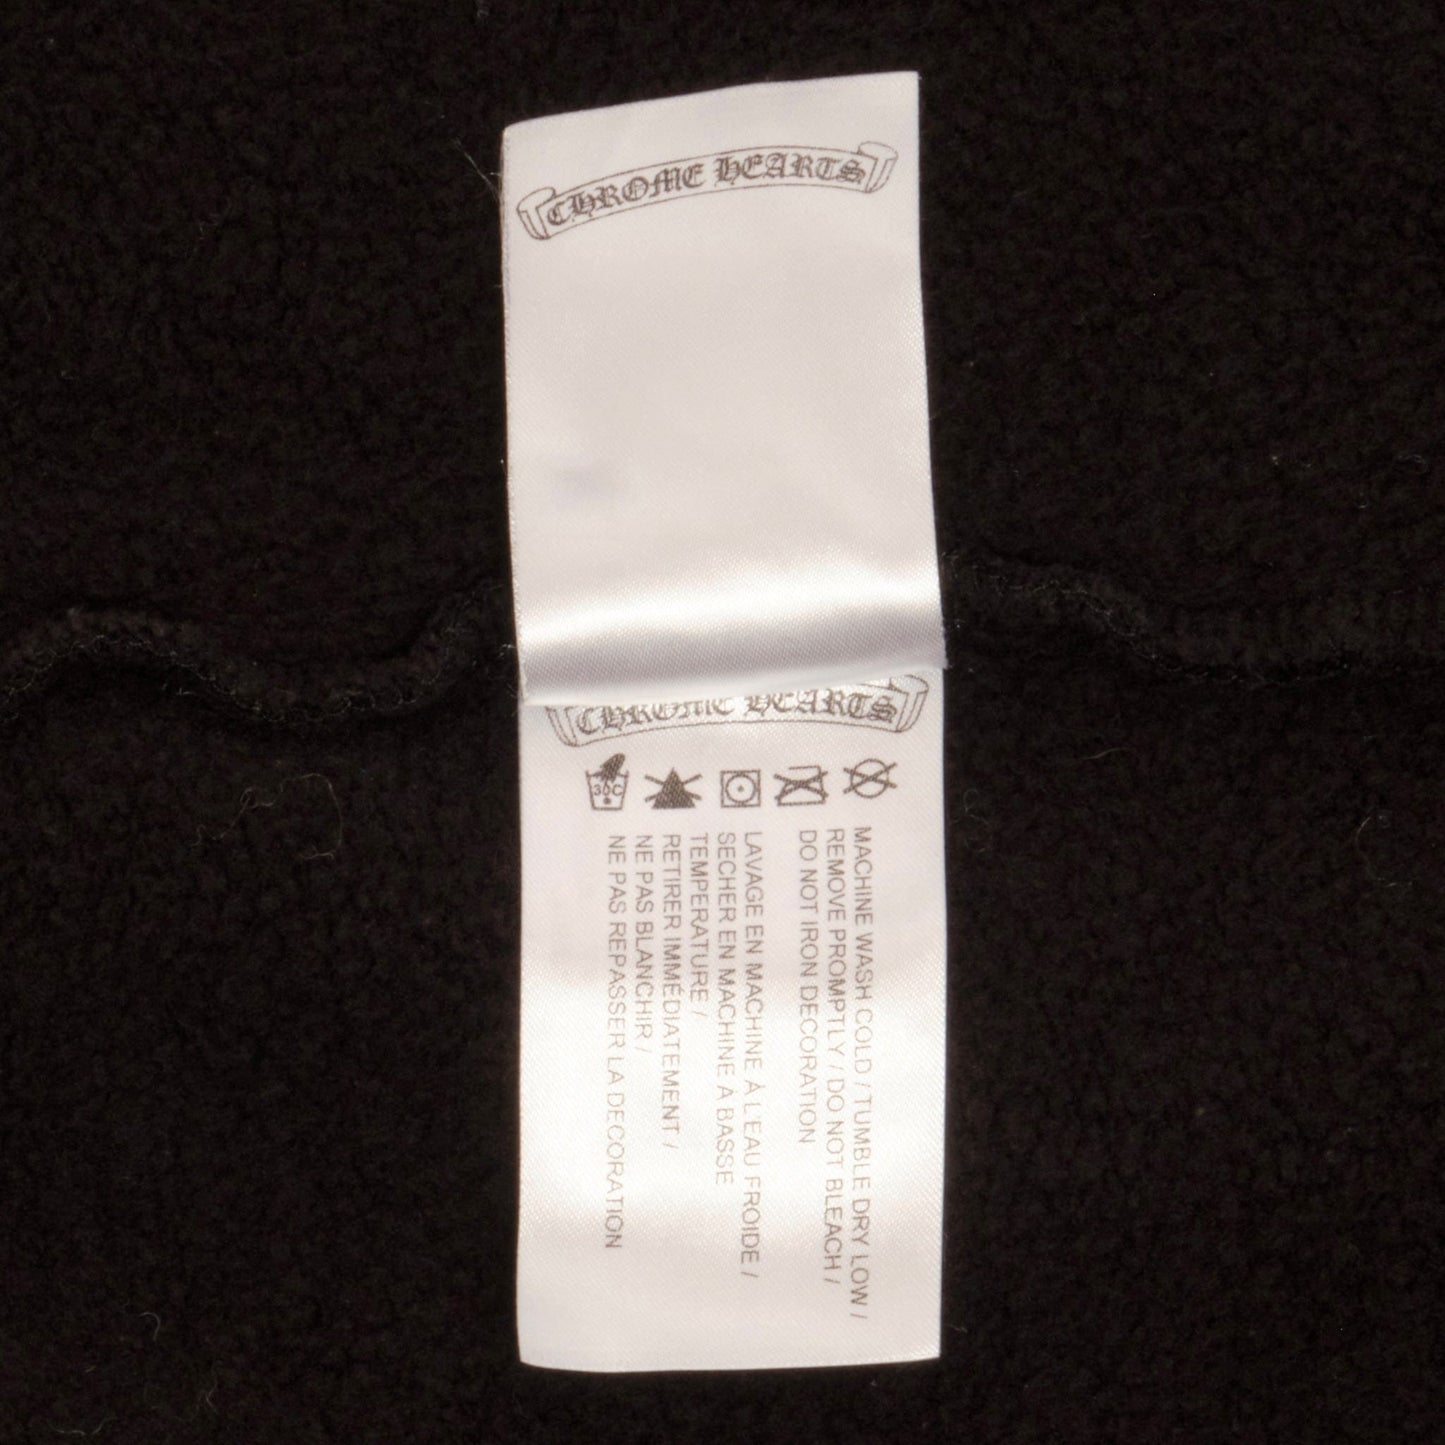 CHROME HEARTS
CHROME HEARTS
30C
MACHINE WASH COLD / TUMBLE DRY LOW /
REMOVE PROMPTLY / DO NOT BLEACH /
DO NOT IRON DECORATION
LAVAGE EN MACHINE À L'EAU FROIDE /
SECHER EN MACHINE A BASSE
TEMPERATURE /
RETIRER IMMÉDIATEMENT /
NE PAS BLANCHIR /
NE PAS REPASSER LA DECORATION